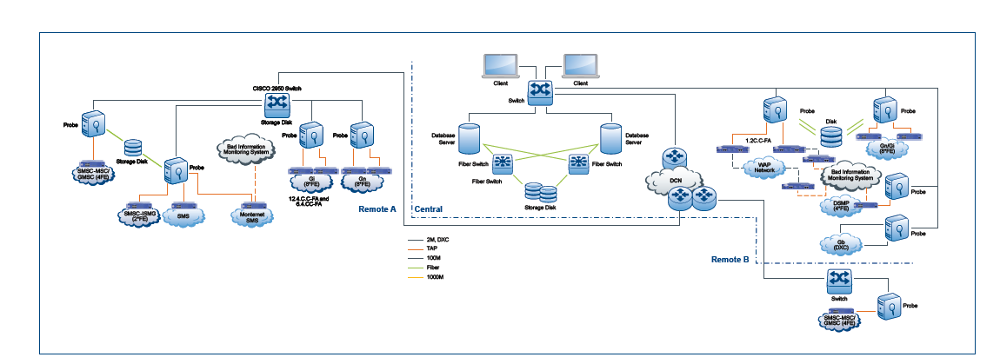 Client
Client
CISCO 2950 Switch
Switch
Storage Disk
Probe
Probe
Probe
Probe
Disk
Probe
Database
Server
Database
Server
Bad Information
Monitoring System
1.2C.C-FA
Storage Disk
Probe
Fiber Switch
Fiber Switch
Gn/Gi
(8*FE)
SMSC-MSC/
GMSC (4FE)
WAP
Network
Bad Information
Monitoring System
Fiber Switch
Gi
(8*FE)
Gn
(8*FE)
DCN
12.4.C.C-FA and
6.4.CC-FA
Probe
DSMP
(4*FE)
Remote A
Central
Storage Disk
SMSC-ISMG
(2*FE)
SMS
Monternet
SMS
Probe
Gb
(DXC)
2M, DXC
TAP
100M
Fiber
1000M
Remote B
Switch
Probe
SMSC-MSC/
GMSC (4FE)